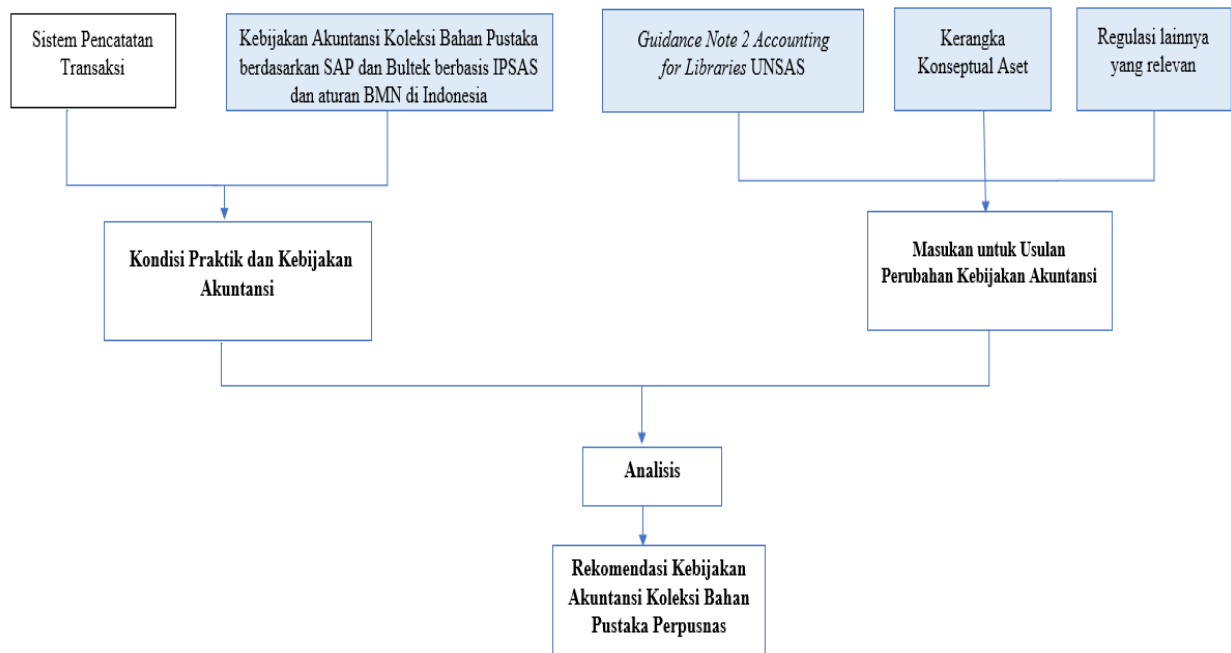 Sistem Pencatatan
Transaksi
Kebijakan Akuntansi Koleksi Bahan Pustaka
berdasarkan SAP dan Bultek berbasis IPSAS
dan aturan BMN di Indonesia
Guidance Note 2 Accounting
for Libraries UNSAS
Kerangka
Konseptual Aset
Regulasi lainnya
yang relevan
Kondisi Praktik dan Kebijakan
Akuntansi
Masukan untuk Usulan
Perubahan Kebijakan Akuntansi
Analisis
Rekomendasi Kebijakan
Akuntansi Koleksi Bahan
Pustaka Perpusnas